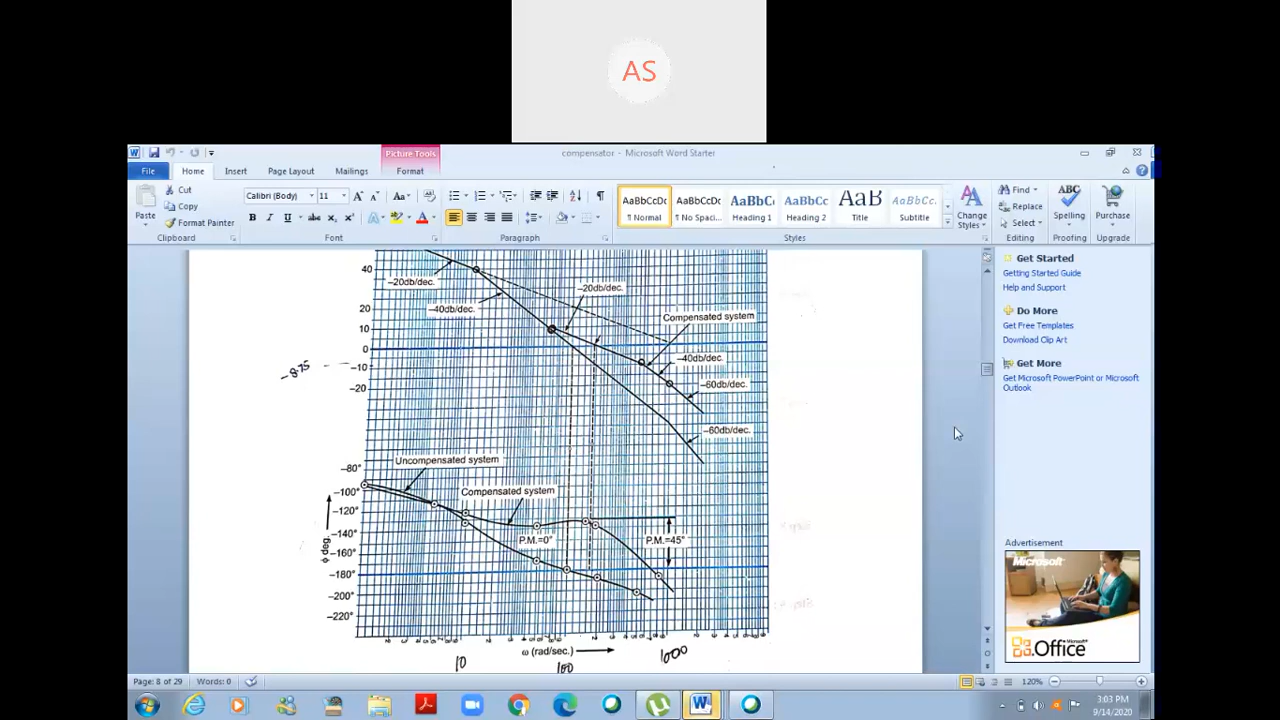 AS
compensator - Microsoft Word Starter
Picture Tools
File Home Insert Page Layout Mailings Format
Paste
Cut
Copy
Format Painter
Clipboard
Calibri (Body) 11
Font
Paragraph
AaBbCcDc AaBbCcDc AaBbC AaBbCc AaB AaBbCc.
¶ Normal ¶ No Spaci... Heading 1 Heading 2 Title Subtitle
Styles
Change Styles
Find
Replace
Select
Editing
Spelling
Proofing
Purchase
Upgrade
40
20
10
0
-10
-20
-8.75
-20db/dec.
-40db/dec.
-20db/dec.
Compensated system
-40db/dec.
-60db/dec.
-60db/dec.
-80°
-100°
-120°
-140°
-160°
-180°
-200°
-220°
ϕ deg.
Uncompensated system
Compensated system
P.M.=0°
P.M.=45°
ω (rad/sec.)
10 100 1000
Get Started
Getting Started Guide
Help and Support
Do More
Get Free Templates
Download Clip Art
Get More
Get Microsoft PowerPoint or Microsoft
Outlook
Advertisement
Microsoft
Office
Page: 8 of 29 Words: 0 120%
3:03 PM
9/14/2020